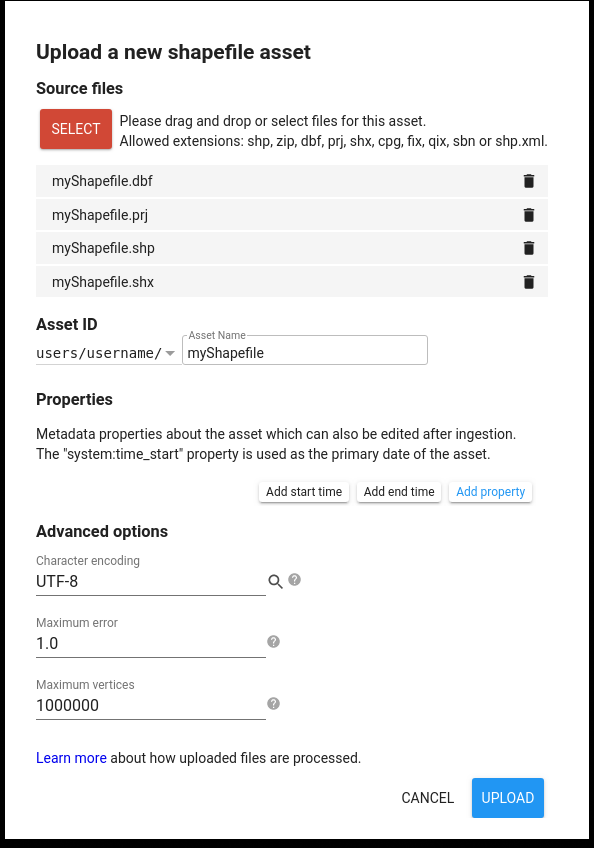 Upload a new shapefile asset
Source files
SELECT
Please drag and drop or select files for this asset.
Allowed extensions: shp, zip, dbf, prj, shx, cpg, fix, qix, sbn or shp.xml.
myShapefile.dbf
myShapefile.prj
myShapefile.shp
myShapefile.shx
Asset ID
Asset Name
users/username/ myShapefile
Properties
Metadata properties about the asset which can also be edited after ingestion.
The "system:time_start" property is used as the primary date of the asset.
Add start time Add end time Add property
Advanced options
Character encoding
UTF-8
Maximum error
1.0
Maximum vertices
1000000
Learn more about how uploaded files are processed.
CANCEL UPLOAD